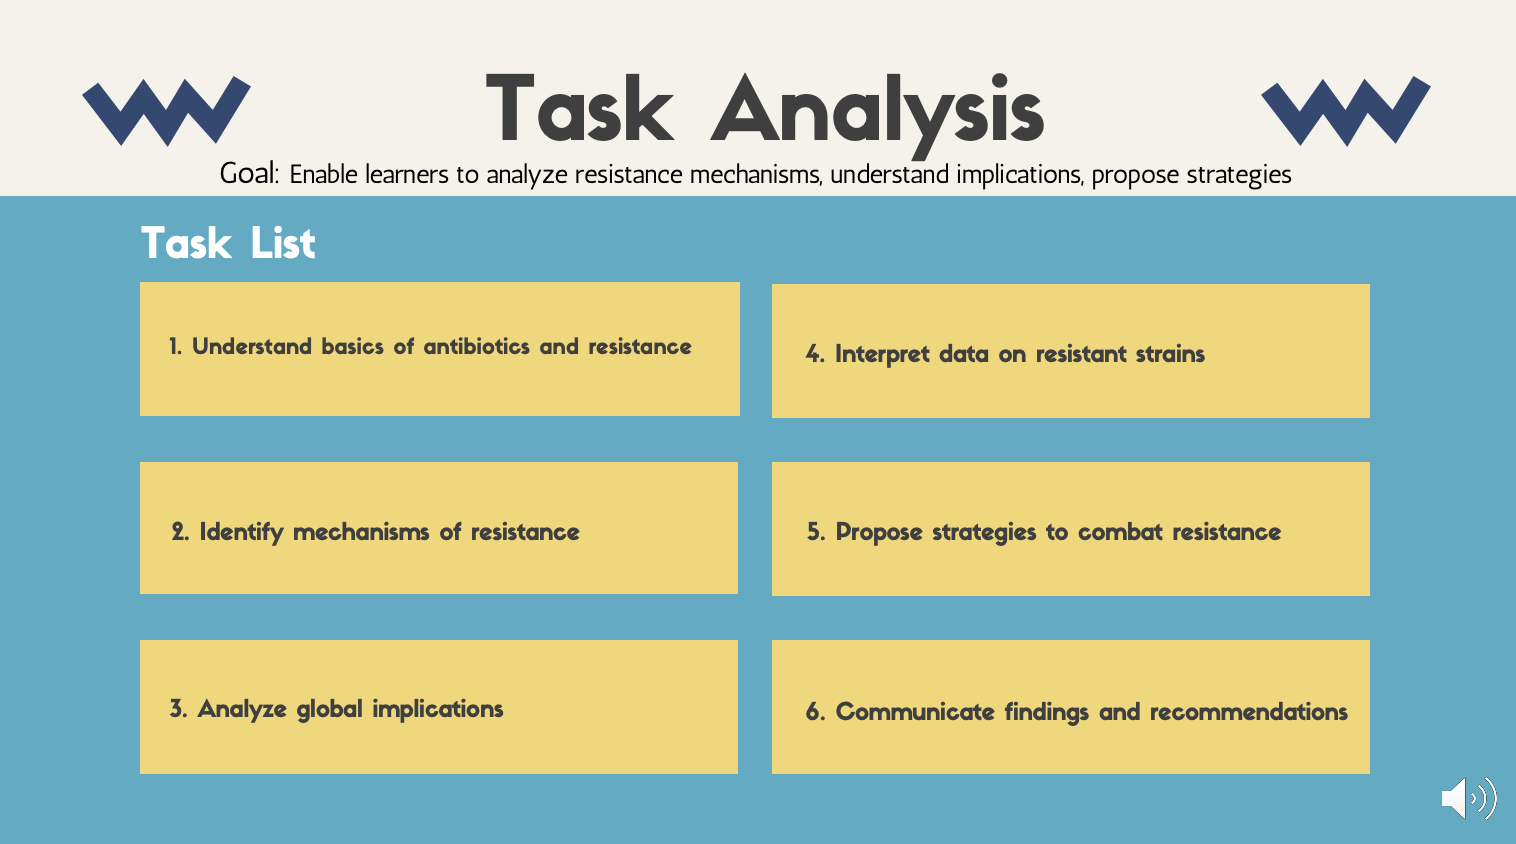 Task Analysis
Goal: Enable learners to analyze resistance mechanisms, understand implications, propose strategies
Task List
1. Understand basics of antibiotics and resistance
2. Identify mechanisms of resistance
3. Analyze global implications
4. Interpret data on resistant strains
5. Propose strategies to combat resistance
6. Communicate findings and recommendations